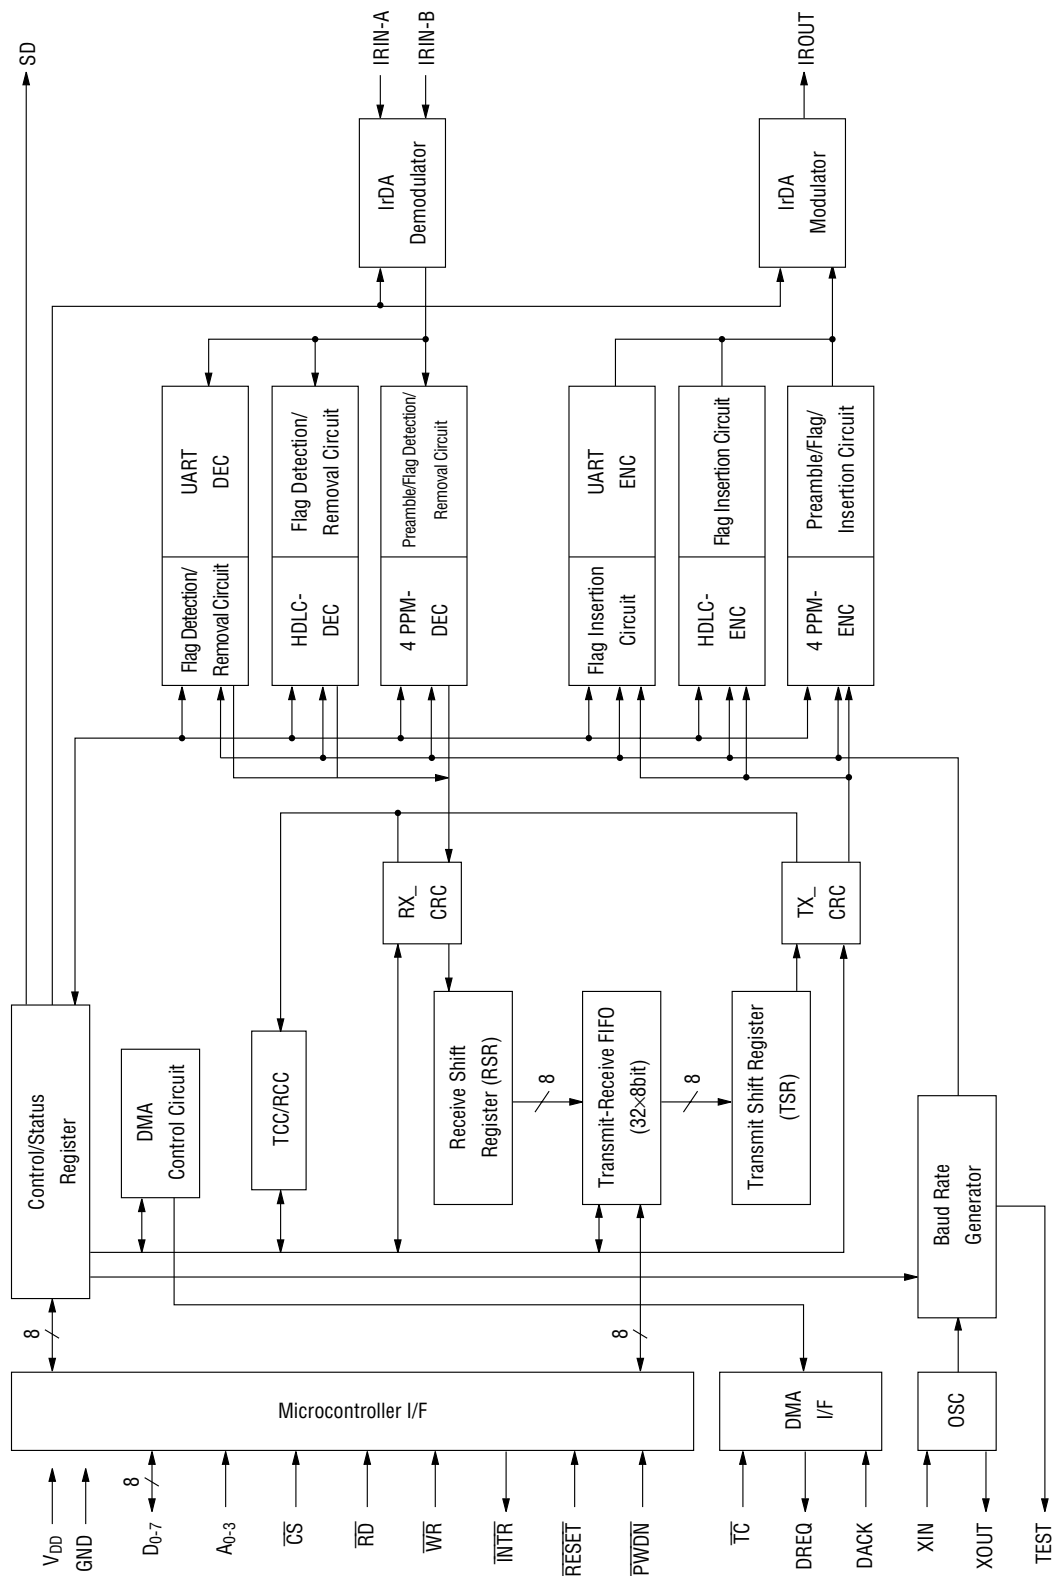 SD
IRIN-A
IRIN-B
IROUT
IrDA
Demodulator
IrDA
Modulator
UART
DEC
Flag Detection/
Removal Circuit
Flag Detection/
Removal Circuit
HDLC-
DEC
Preamble/Flag Detection/
Removal Circuit
4 PPM-
DEC
UART
ENC
Flag Insertion
Circuit
Flag Insertion Circuit
HDLC-
ENC
Preamble/Flag/
Insertion Circuit
4 PPM-
ENC
RX_
CRC
TX_
CRC
Control/Status
Register
DMA
Control Circuit
TCC/RCC
Receive Shift
Register (RSR)
8
Transmit-Receive FIFO
(32×8bit)
8
Transmit Shift Register
(TSR)
Baud Rate
Generator
8
8
Microcontroller I/F
DMA
I/F
OSC
VDD
GND
8
D0-7
A0-3
CS
RD
WR
INTR
RESET
PWDN
TC
DREQ
DACK
XIN
XOUT
TEST